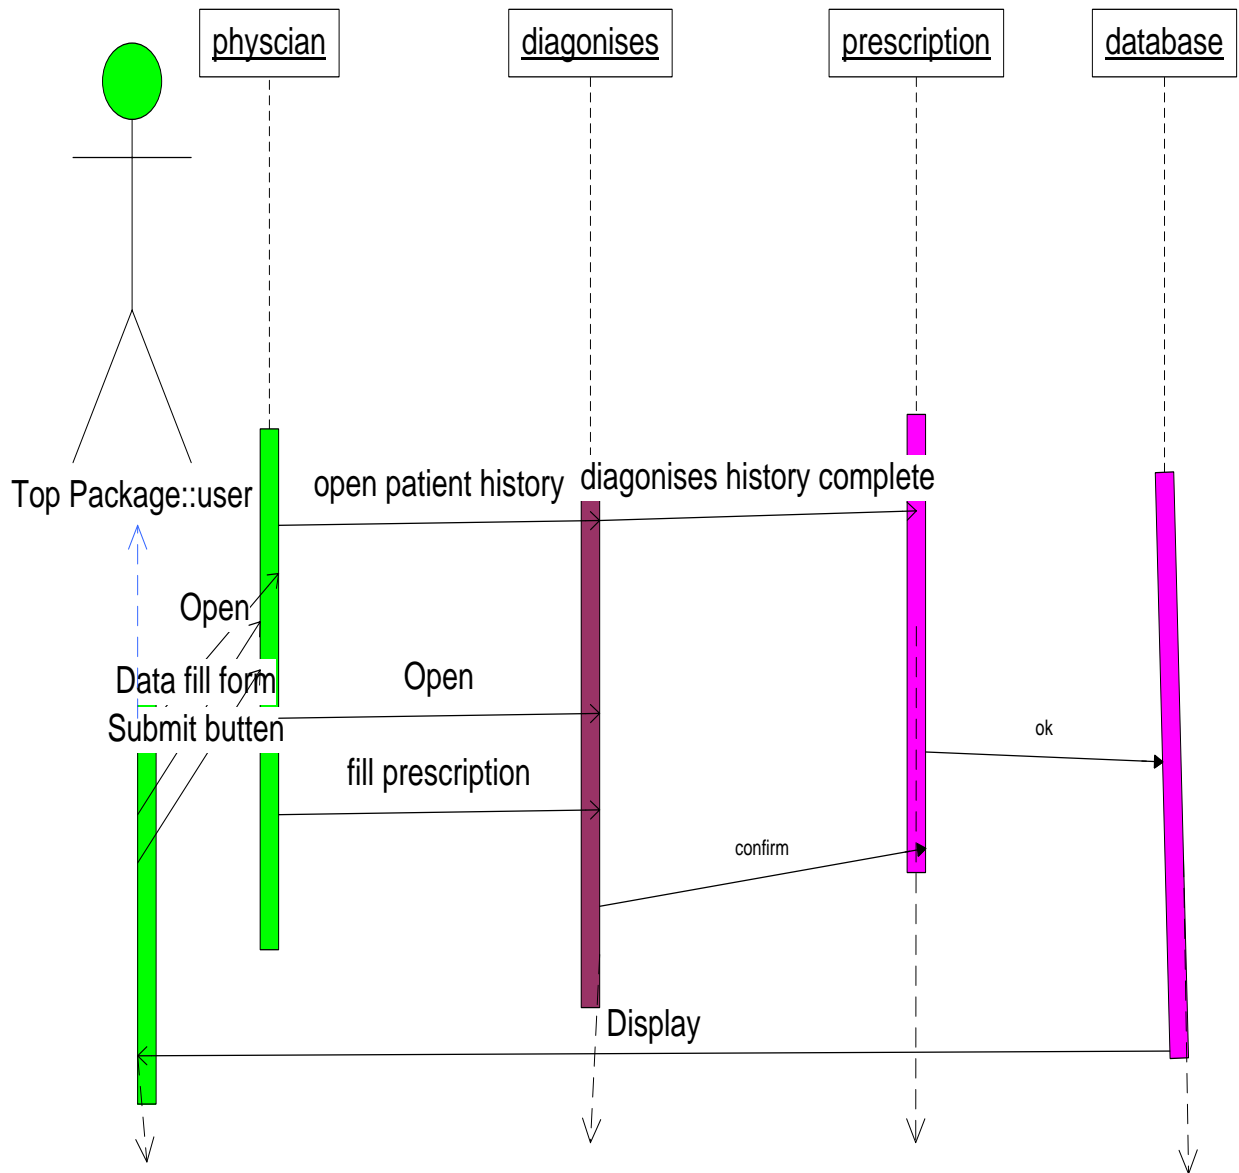 physcian
diagonises
prescription
database
open patient history
diagonises history complete
Top Package::user
Open
Data fill form
Open
Submit butten
ok
fill prescription
confirm
Display